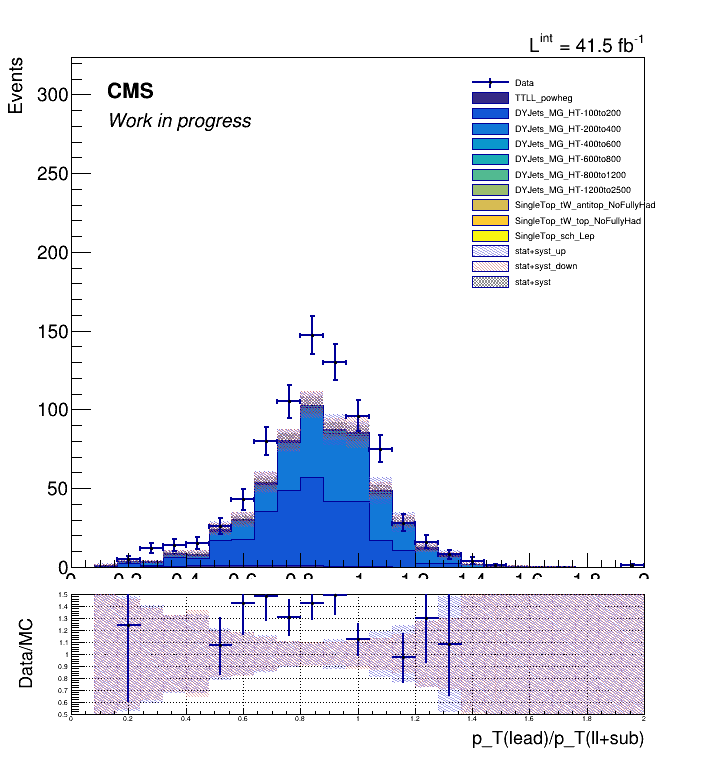 L^int = 41.5 fb^-1
Events
CMS
Work in progress
Data
TTLL_powheg
DYJets_MG_HT-100to200
DYJets_MG_HT-200to400
DYJets_MG_HT-400to600
DYJets_MG_HT-600to800
DYJets_MG_HT-800to1200
DYJets_MG_HT-1200to2500
SingleTop_tW_antitop_NoFullyHad
SingleTop_tW_top_NoFullyHad
SingleTop_sch_Lep
stat+syst_up
stat+syst_down
stat+syst
300
250
200
150
100
50
0
0 0.2 0.4 0.6 0.8 1 1.2 1.4 1.6 1.8 2
Data/MC
1.5
1.4
1.3
1.2
1.1
1
0.9
0.8
0.7
0.6
0.5
0 0.2 0.4 0.6 0.8 1 1.2 1.4 1.6 1.8 2
p_T(lead)/p_T(ll+sub)